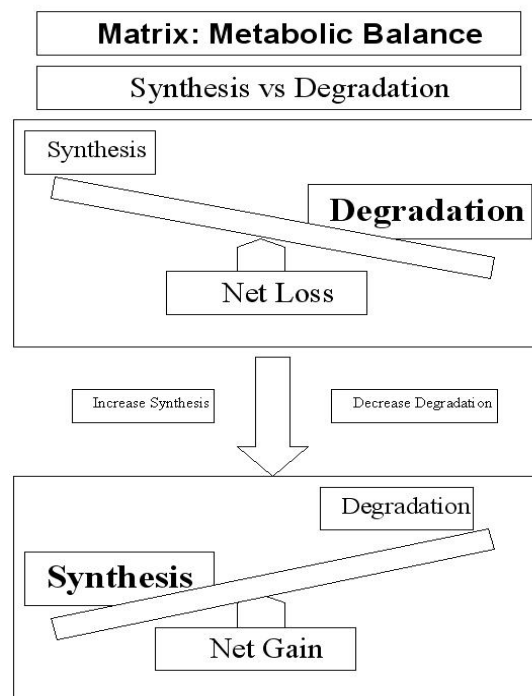 Matrix: Metabolic Balance
Synthesis vs Degradation
Synthesis
Degradation
Net Loss
Increase Synthesis
Decrease Degradation
Degradation
Synthesis
Net Gain